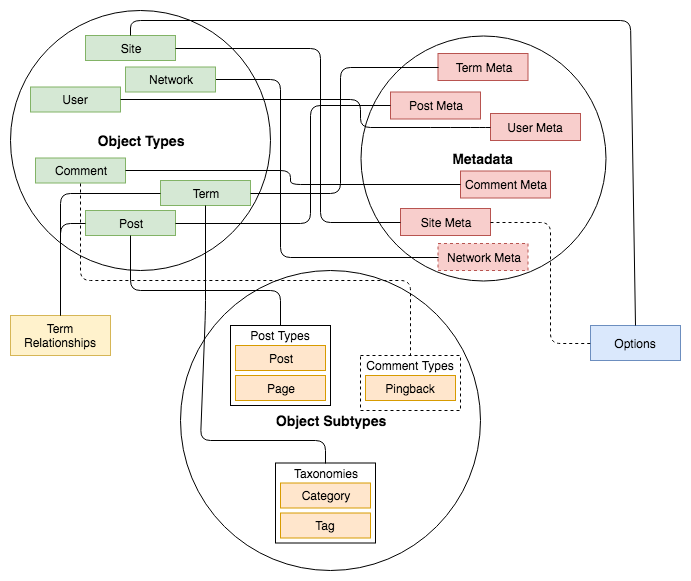 Site
Network
User
Object Types
Comment
Term
Post
Term Meta
Post Meta
User Meta
Metadata
Comment Meta
Site Meta
Network Meta
Term
Relationships
Options
Post Types
Post
Page
Comment Types
Pingback
Object Subtypes
Taxonomies
Category
Tag